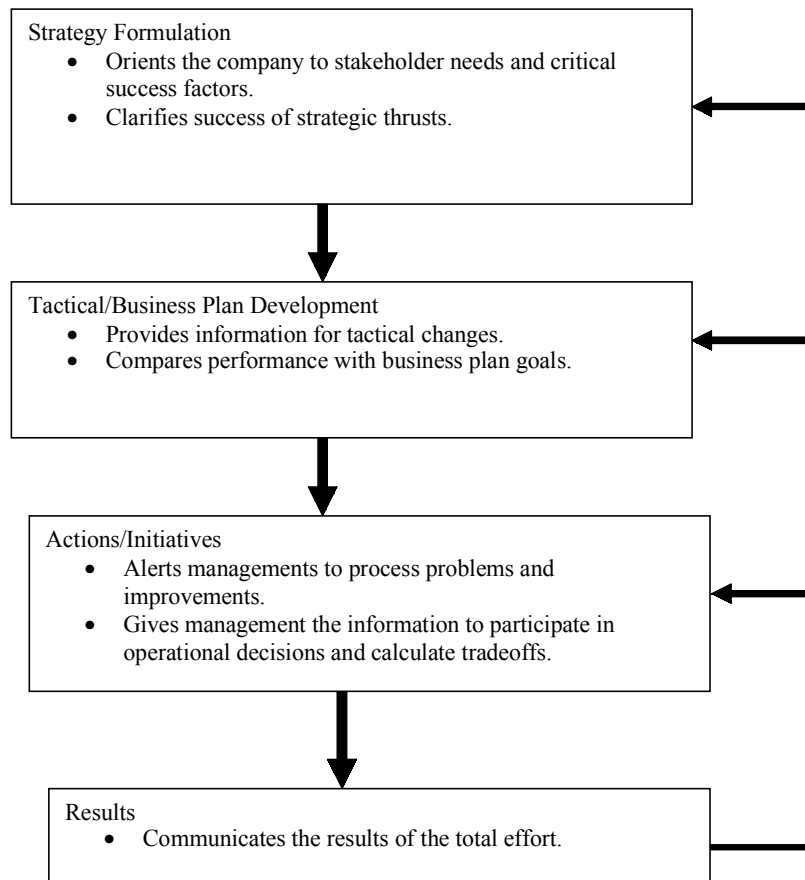 Strategy Formulation
• Orients the company to stakeholder needs and critical
success factors.
• Clarifies success of strategic thrusts.
Tactical/Business Plan Development
• Provides information for tactical changes.
• Compares performance with business plan goals.
Actions/Initiatives
• Alerts managements to process problems and
improvements.
• Gives management the information to participate in
operational decisions and calculate tradeoffs.
Results
• Communicates the results of the total effort.